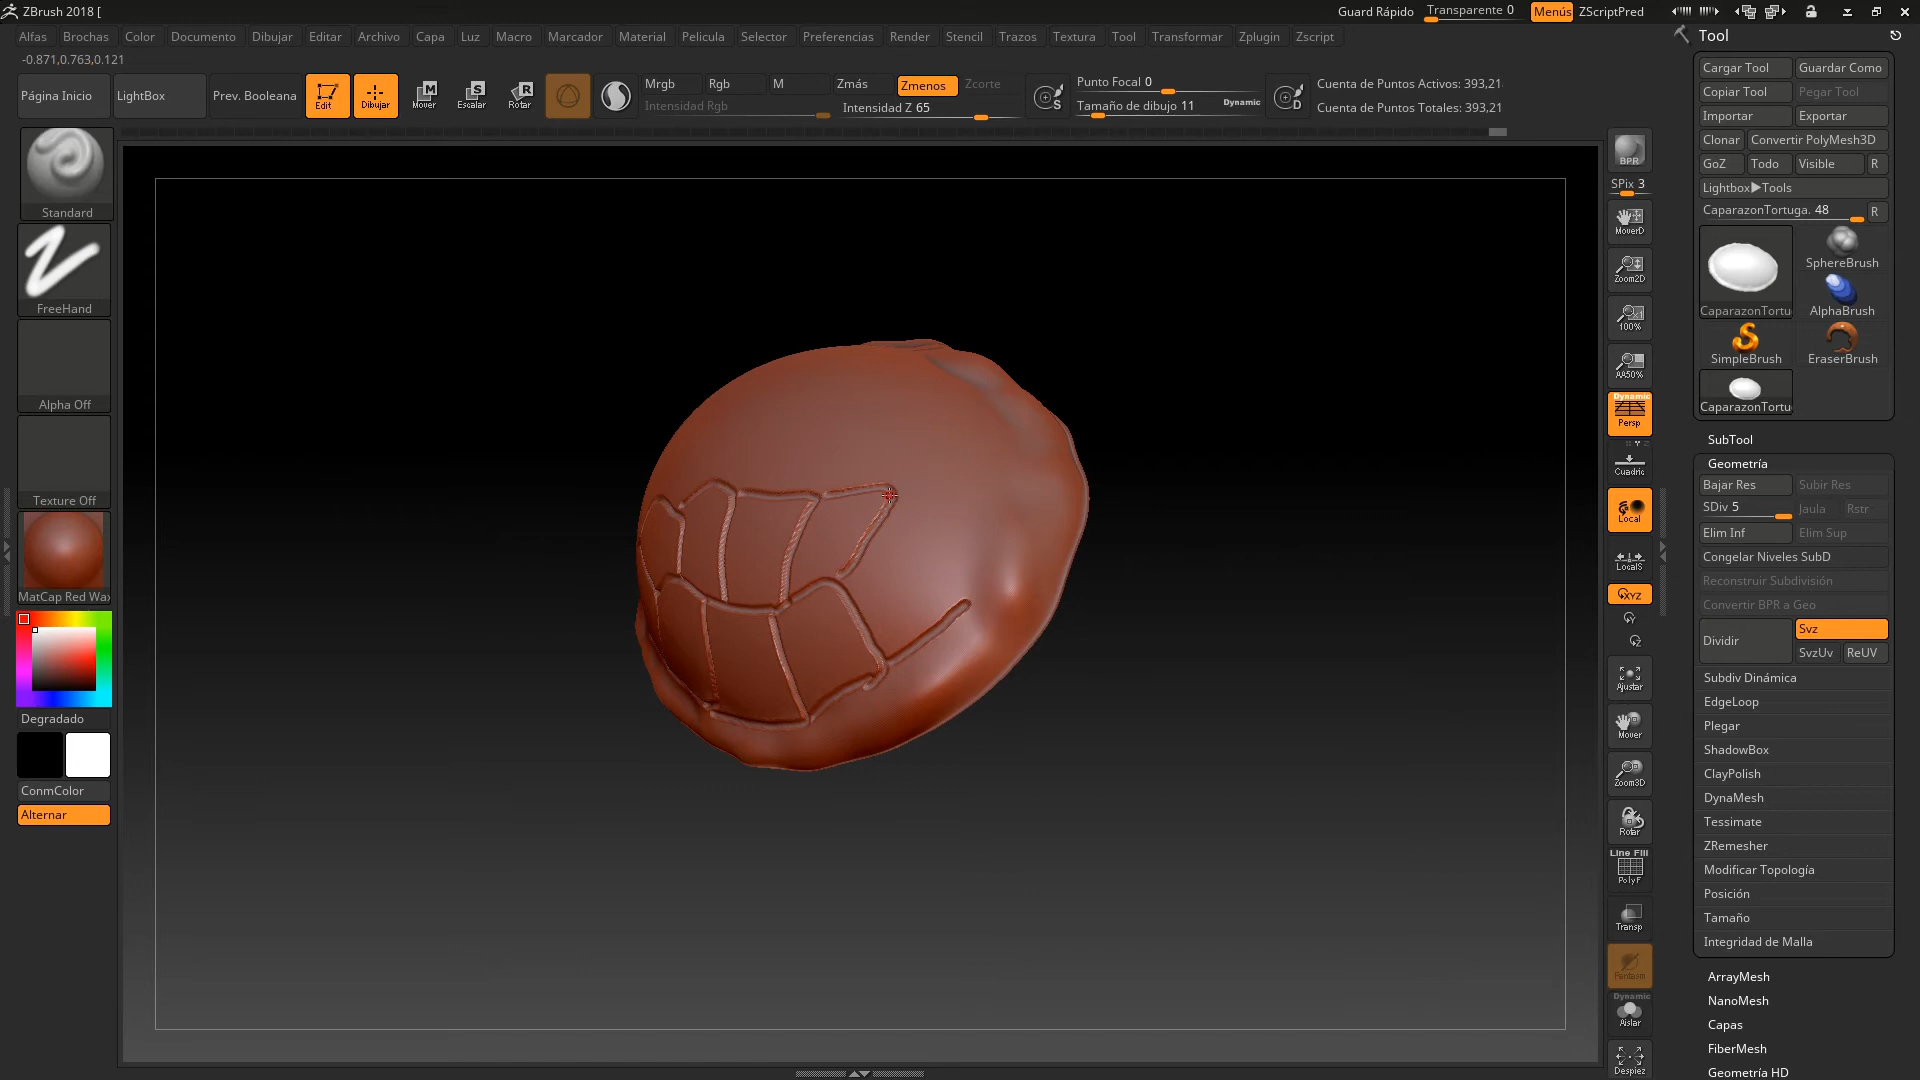 ZBrush 2018 [
Guard Rápido
Transparente 0
Menús
ZScriptPred
Alfas Brochas Color Documento Dibujar Editar Archivo Capa Luz Macro Marcador Material Pelicula Selector Preferencias Render Stencil Trazos Textura Tool Transformar Zplugin Zscript
Tool
-0.871,0.763,0.121
Página Inicio
LightBox
Prev. Booleana
Edit
Dibujar
Mover
Escalar
Rotar
Mrgb
Rgb
M
Intensidad Rgb
Zmás
Zmenos
Zcorte
Intensidad Z 65
Punto Focal 0
Tamaño de dibujo 11
Dynamic
Cuenta de Puntos Activos: 393,21
Cuenta de Puntos Totales: 393,21
Standard
FreeHand
Alpha Off
Texture Off
MatCap Red Wax
Degradado
ConmColor
Alternar
BPR
SPix 3
MoverD
Zoom2D
100%
AA50%
Dynamic
Persp
Cuadric
Local
LocalS
XYZ
Y
Z
Ajustar
Mover
Zoom3D
Rotar
Line Fill
PolyF
Transp
Fantasm
Dynamic
Aislar
Despiez
Cargar Tool Guardar Como
Copiar Tool Pegar Tool
Importar Exportar
Clonar Convertir PolyMesh3D
GoZ Todo Visible R
Lightbox▶Tools
CaparazonTortuga. 48 R
CaparazonTortu
SphereBrush
AlphaBrush
SimpleBrush
EraserBrush
CaparazonTortu
SubTool
Geometría
Bajar Res Subir Res
SDiv 5 Jaula Rstr
Elim Inf Elim Sup
Congelar Niveles SubD
Reconstruir Subdivisión
Convertir BPR a Geo
Dividir
Svz
SvzUv ReUV
Subdiv Dinámica
EdgeLoop
Plegar
ShadowBox
ClayPolish
DynaMesh
Tessimate
ZRemesher
Modificar Topología
Posición
Tamaño
Integridad de Malla
ArrayMesh
NanoMesh
Capas
FiberMesh
Geometría HD